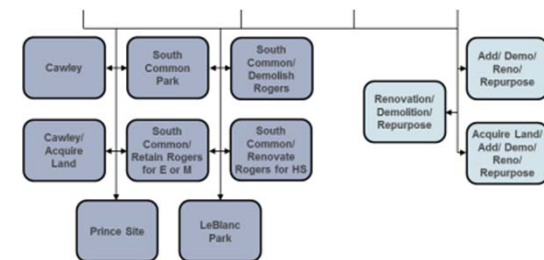 Cawley
South
Common
Park
South
Common/
Demolish
Rogers
Add/ Demo/
Reno/
Repurpose
Renovation/
Demolition/
Repurpose
Cawley/
Acquire
Land
South
Common/
Retain Rogers
for E or M
South
Common/
Renovate
Rogers for HS
Acquire Land/
Add/ Demo/
Reno/
Repurpose
Prince Site
LeBlanc
Park